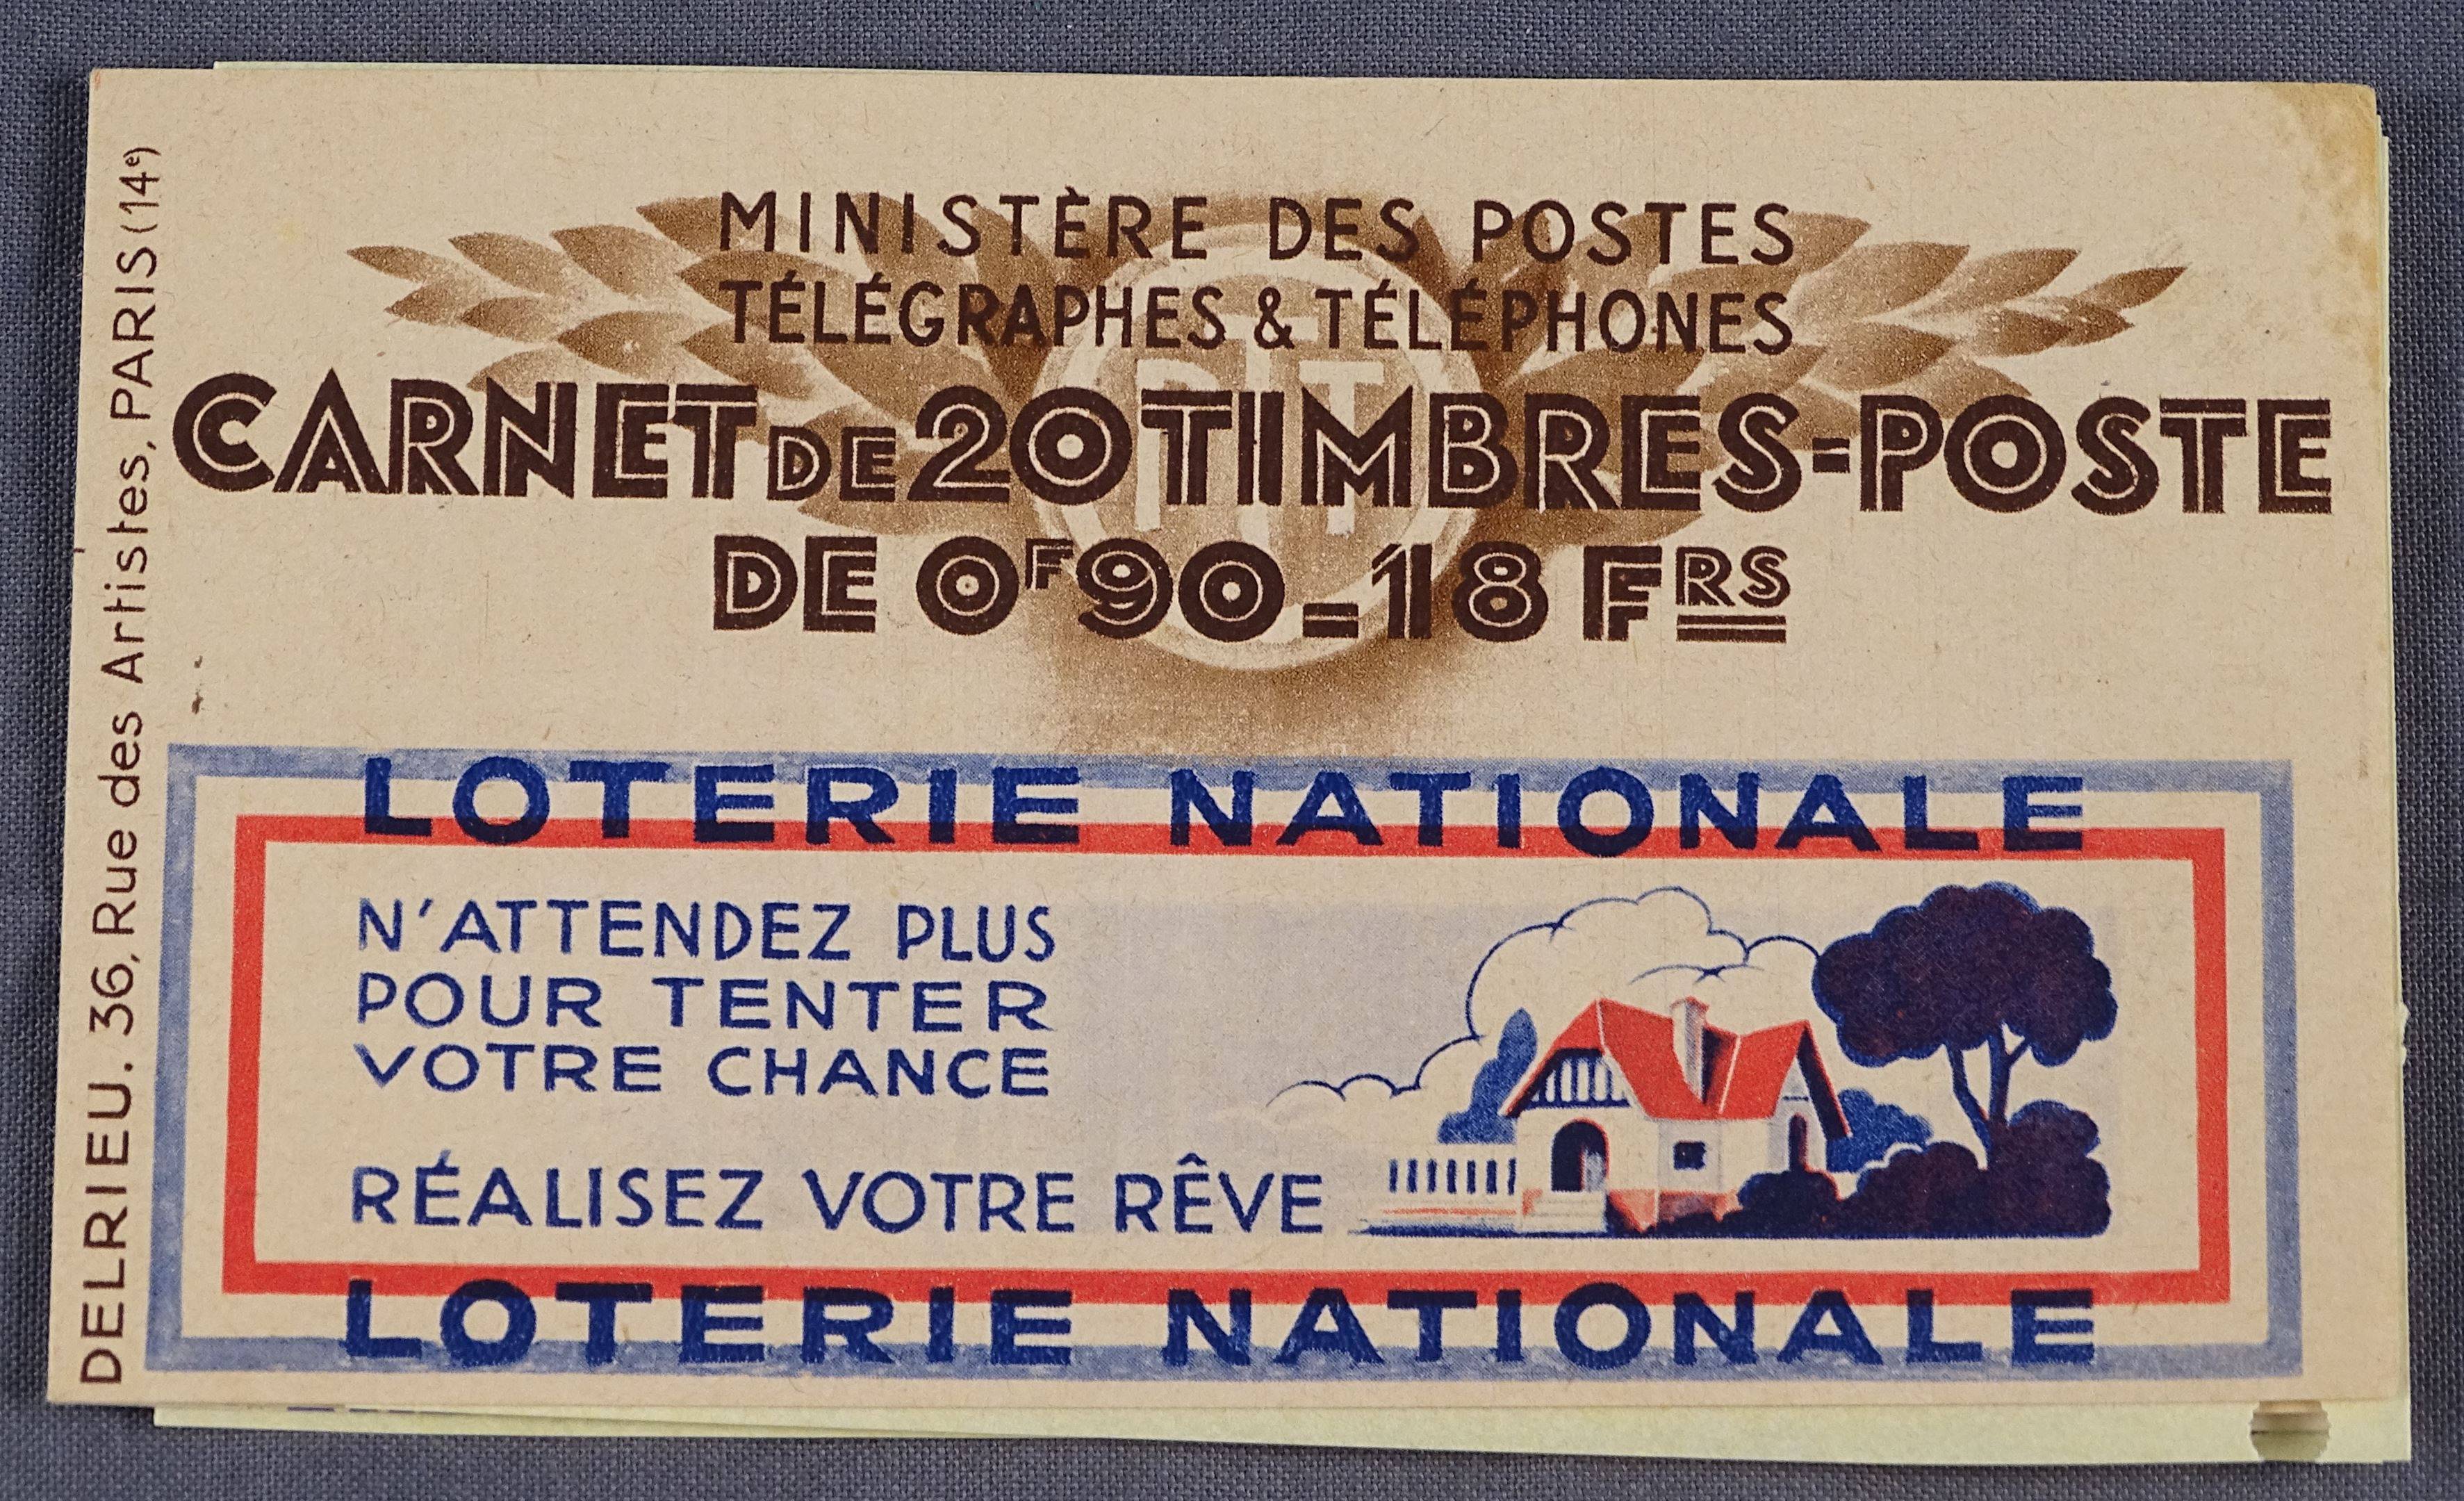 MINISTÈRE DES POSTES
TÉLÉGRAPHES & TÉLÉPHONES
PTT
CARNET DE 20 TIMBRES=POSTE
DE 0F90=18 FRS
LOTERIE NATIONALE
N'ATTENDEZ PLUS
POUR TENTER
VOTRE CHANCE
RÉALISEZ VOTRE RÊVE
LOTERIE NATIONALE
DELRIEU. 36, Rue des Artistes, PARIS (14e)